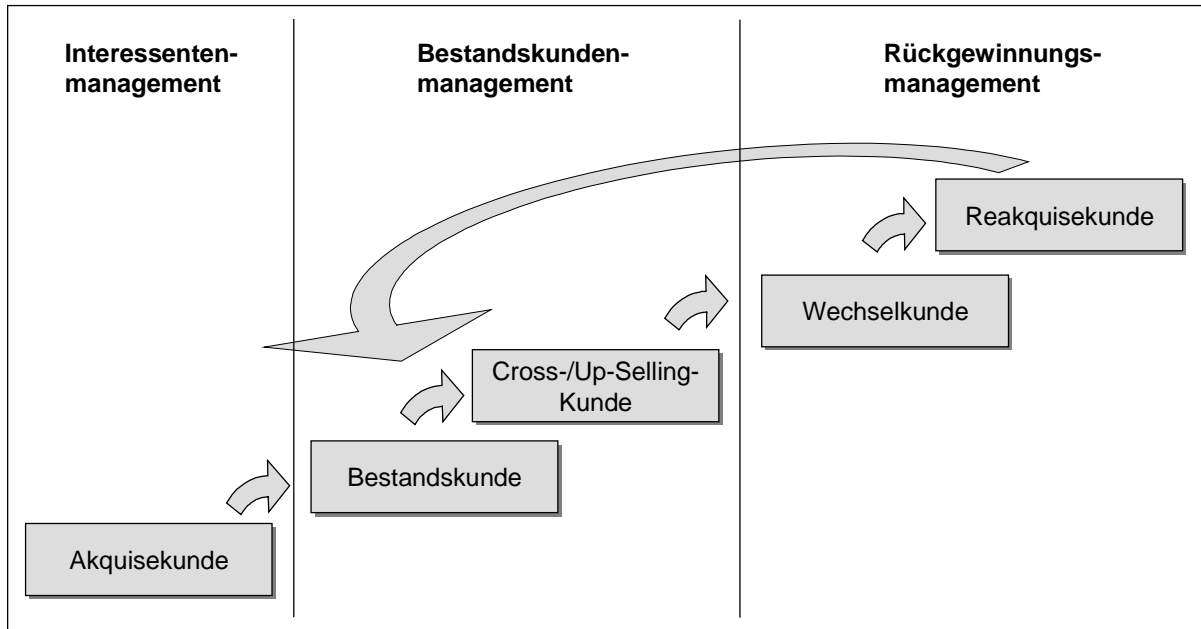 Interessenten-
management
Bestandskunden-
management
Rückgewinnungs-
management
Reakquisekunde
Wechselkunde
Cross-/Up-Selling-
Kunde
Bestandskunde
Akquisekunde